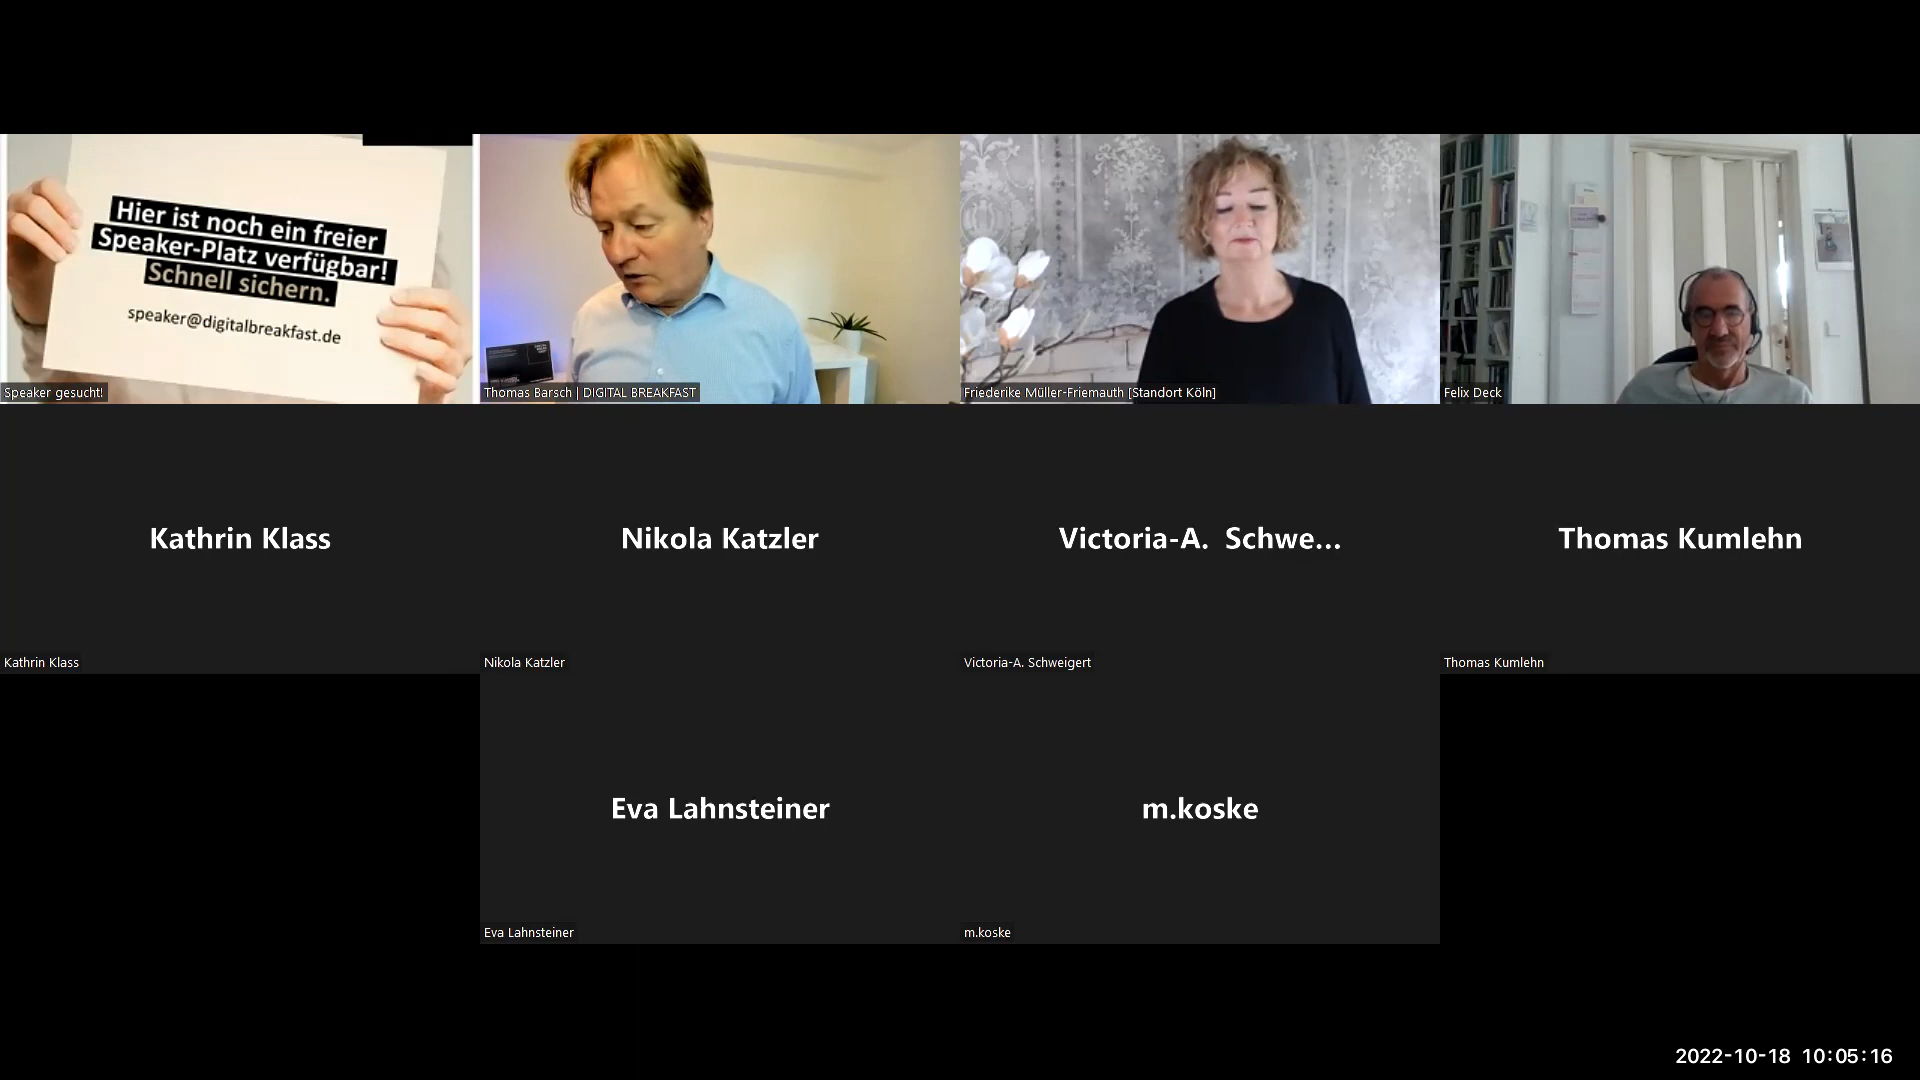 Hier ist noch ein freier
Speaker-Platz verfügbar!
Schnell sichern.
speaker@digitalbreakfast.de
Speaker gesucht!
Thomas Barsch | DIGITAL BREAKFAST
Friederike Müller-Friemauth [Standort Köln]
Felix Deck
Kathrin Klass
Nikola Katzler
Victoria-A. Schwe...
Thomas Kumlehn
Kathrin Klass
Nikola Katzler
Victoria-A. Schweigert
Thomas Kumlehn
Eva Lahnsteiner
m.koske
Eva Lahnsteiner
m.koske
2022-10-18 10:05:16